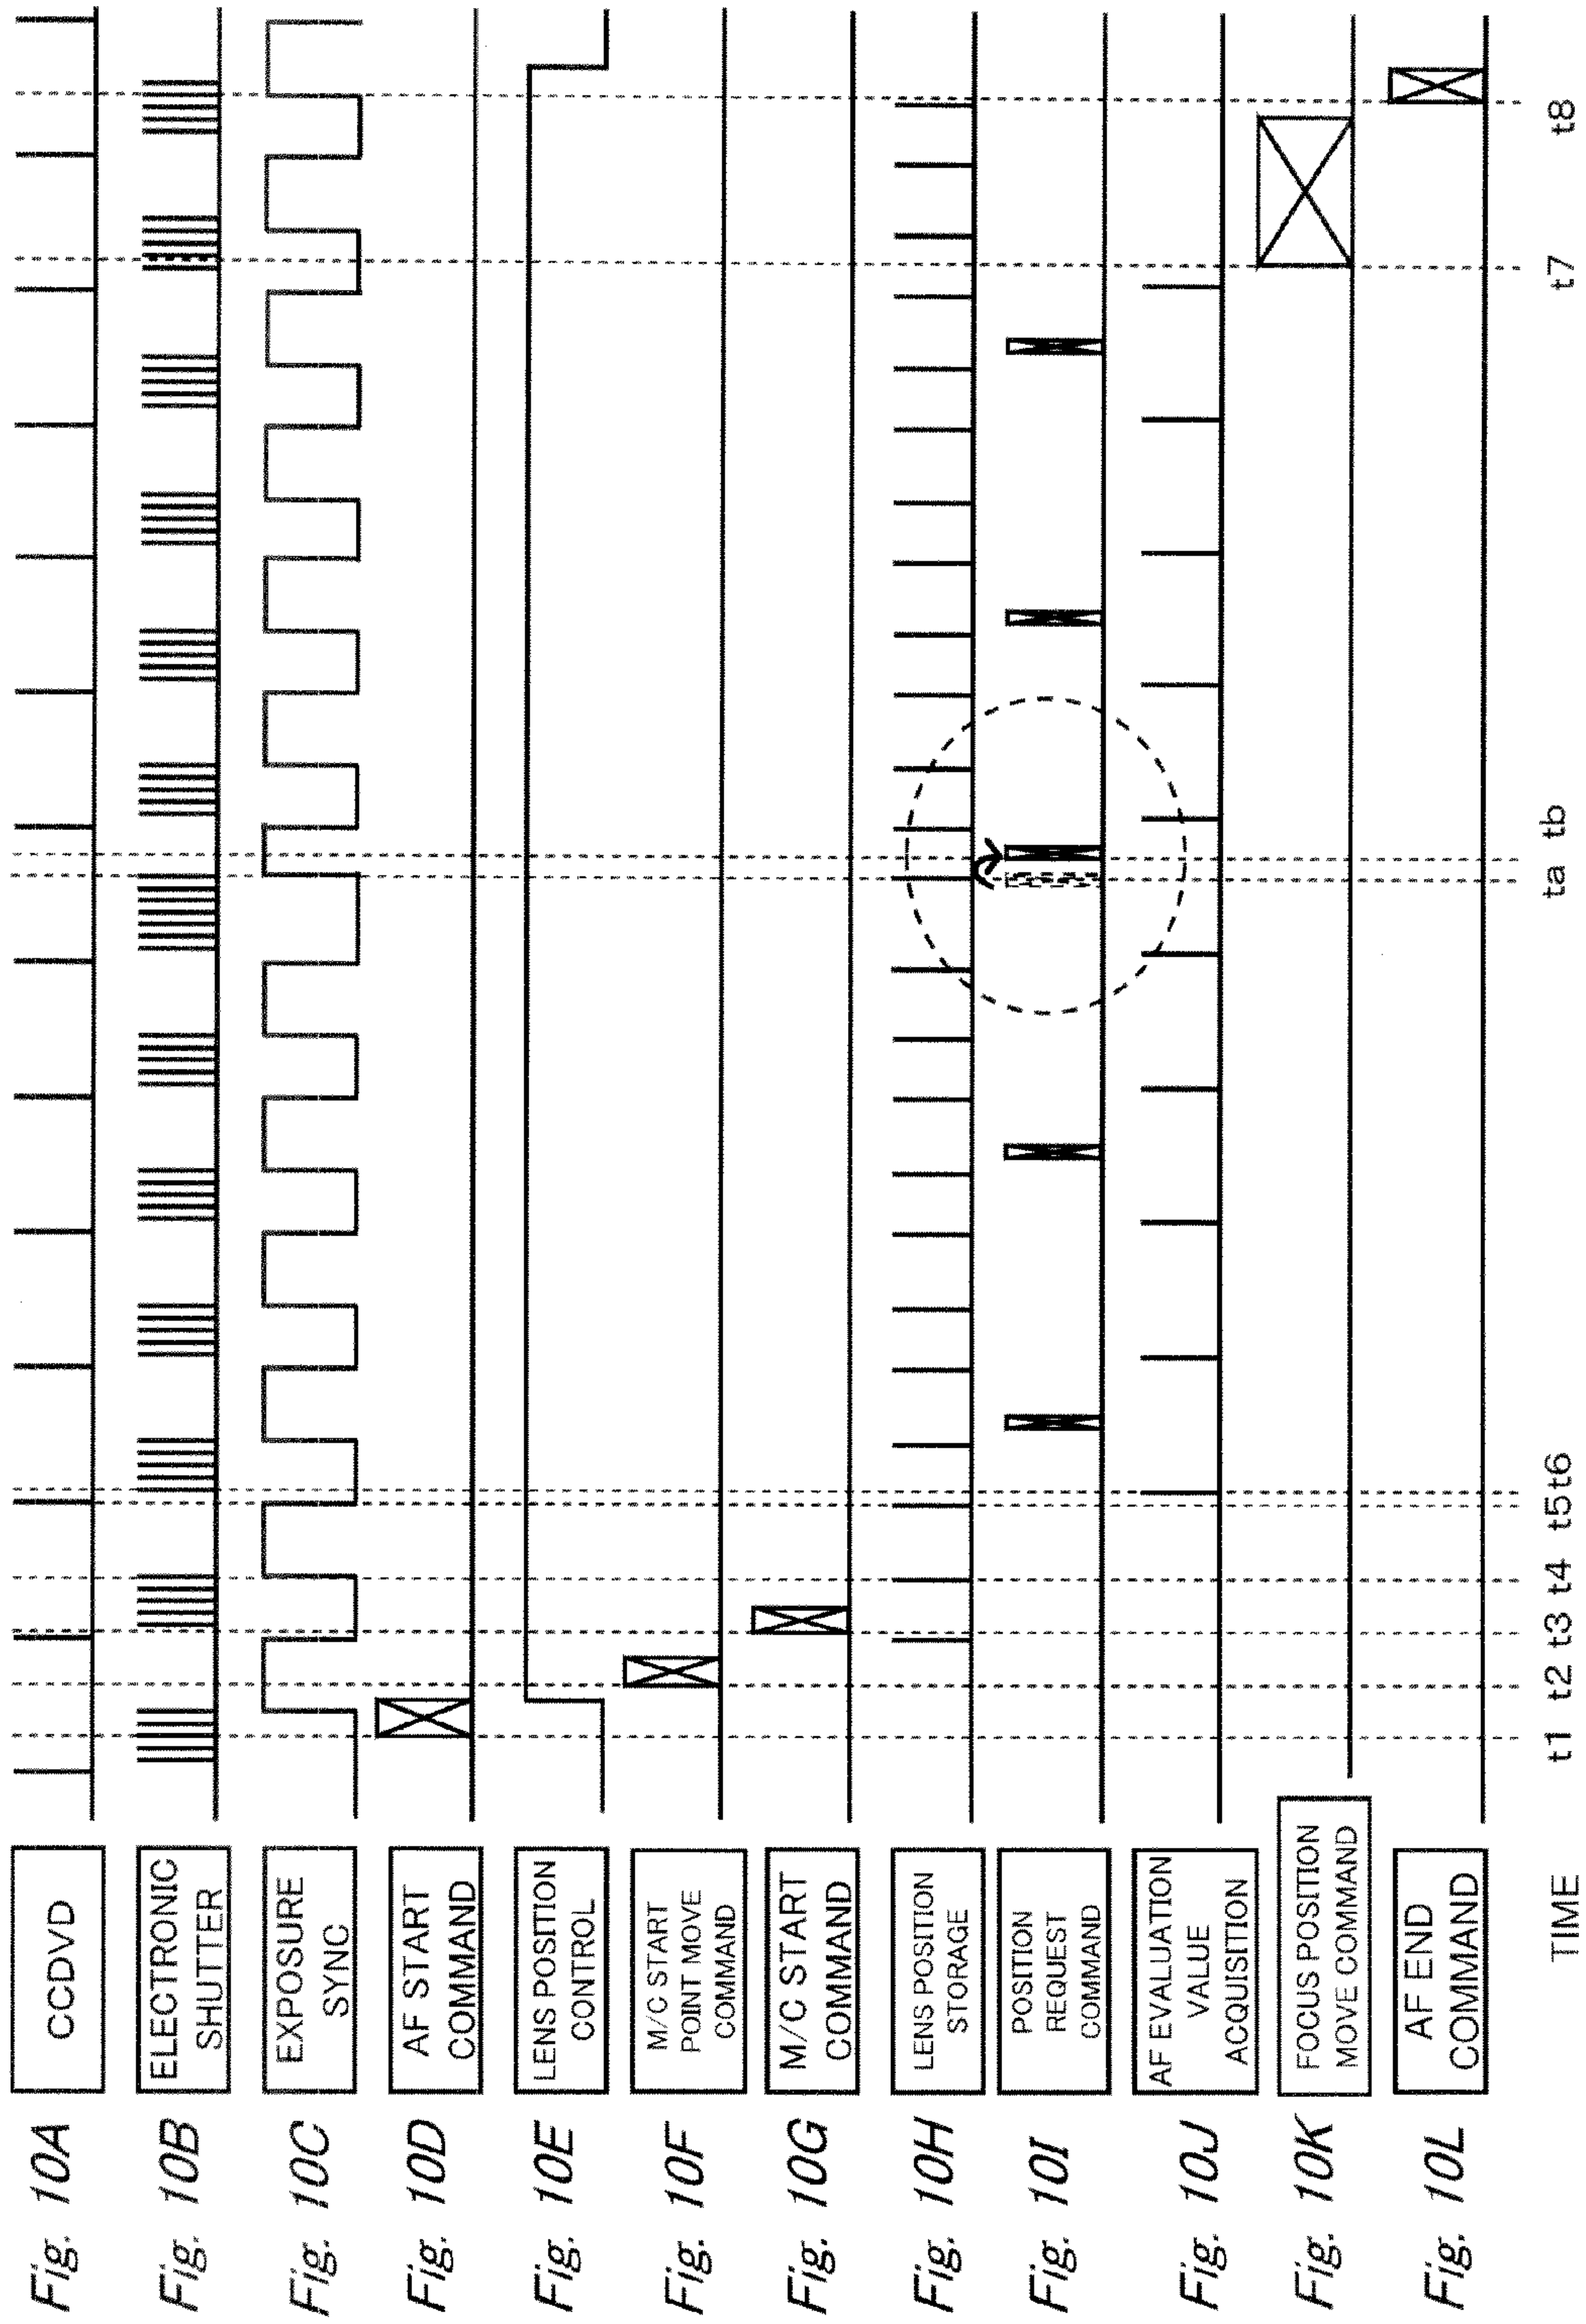 Fig. 10A
CCDVD
Fig. 10B
ELECTRONIC
SHUTTER
Fig. 10C
EXPOSURE
SYNC
Fig. 10D
AF START
COMMAND
Fig. 10E
LENS POSITION
CONTROL
Fig. 10F
M/C START
POINT MOVE
COMMAND
Fig. 10G
M/C START
COMMAND
Fig. 10H
LENS POSITION
STORAGE
Fig. 10I
POSITION
REQUEST
COMMAND
Fig. 10J
AF EVALUATION
VALUE
ACQUISITION
Fig. 10K
FOCUS POSITION
MOVE COMMAND
Fig. 10L
AF END
COMMAND
TIME t1 t2 t3 t4 t5 t6 ta tb t7 t8